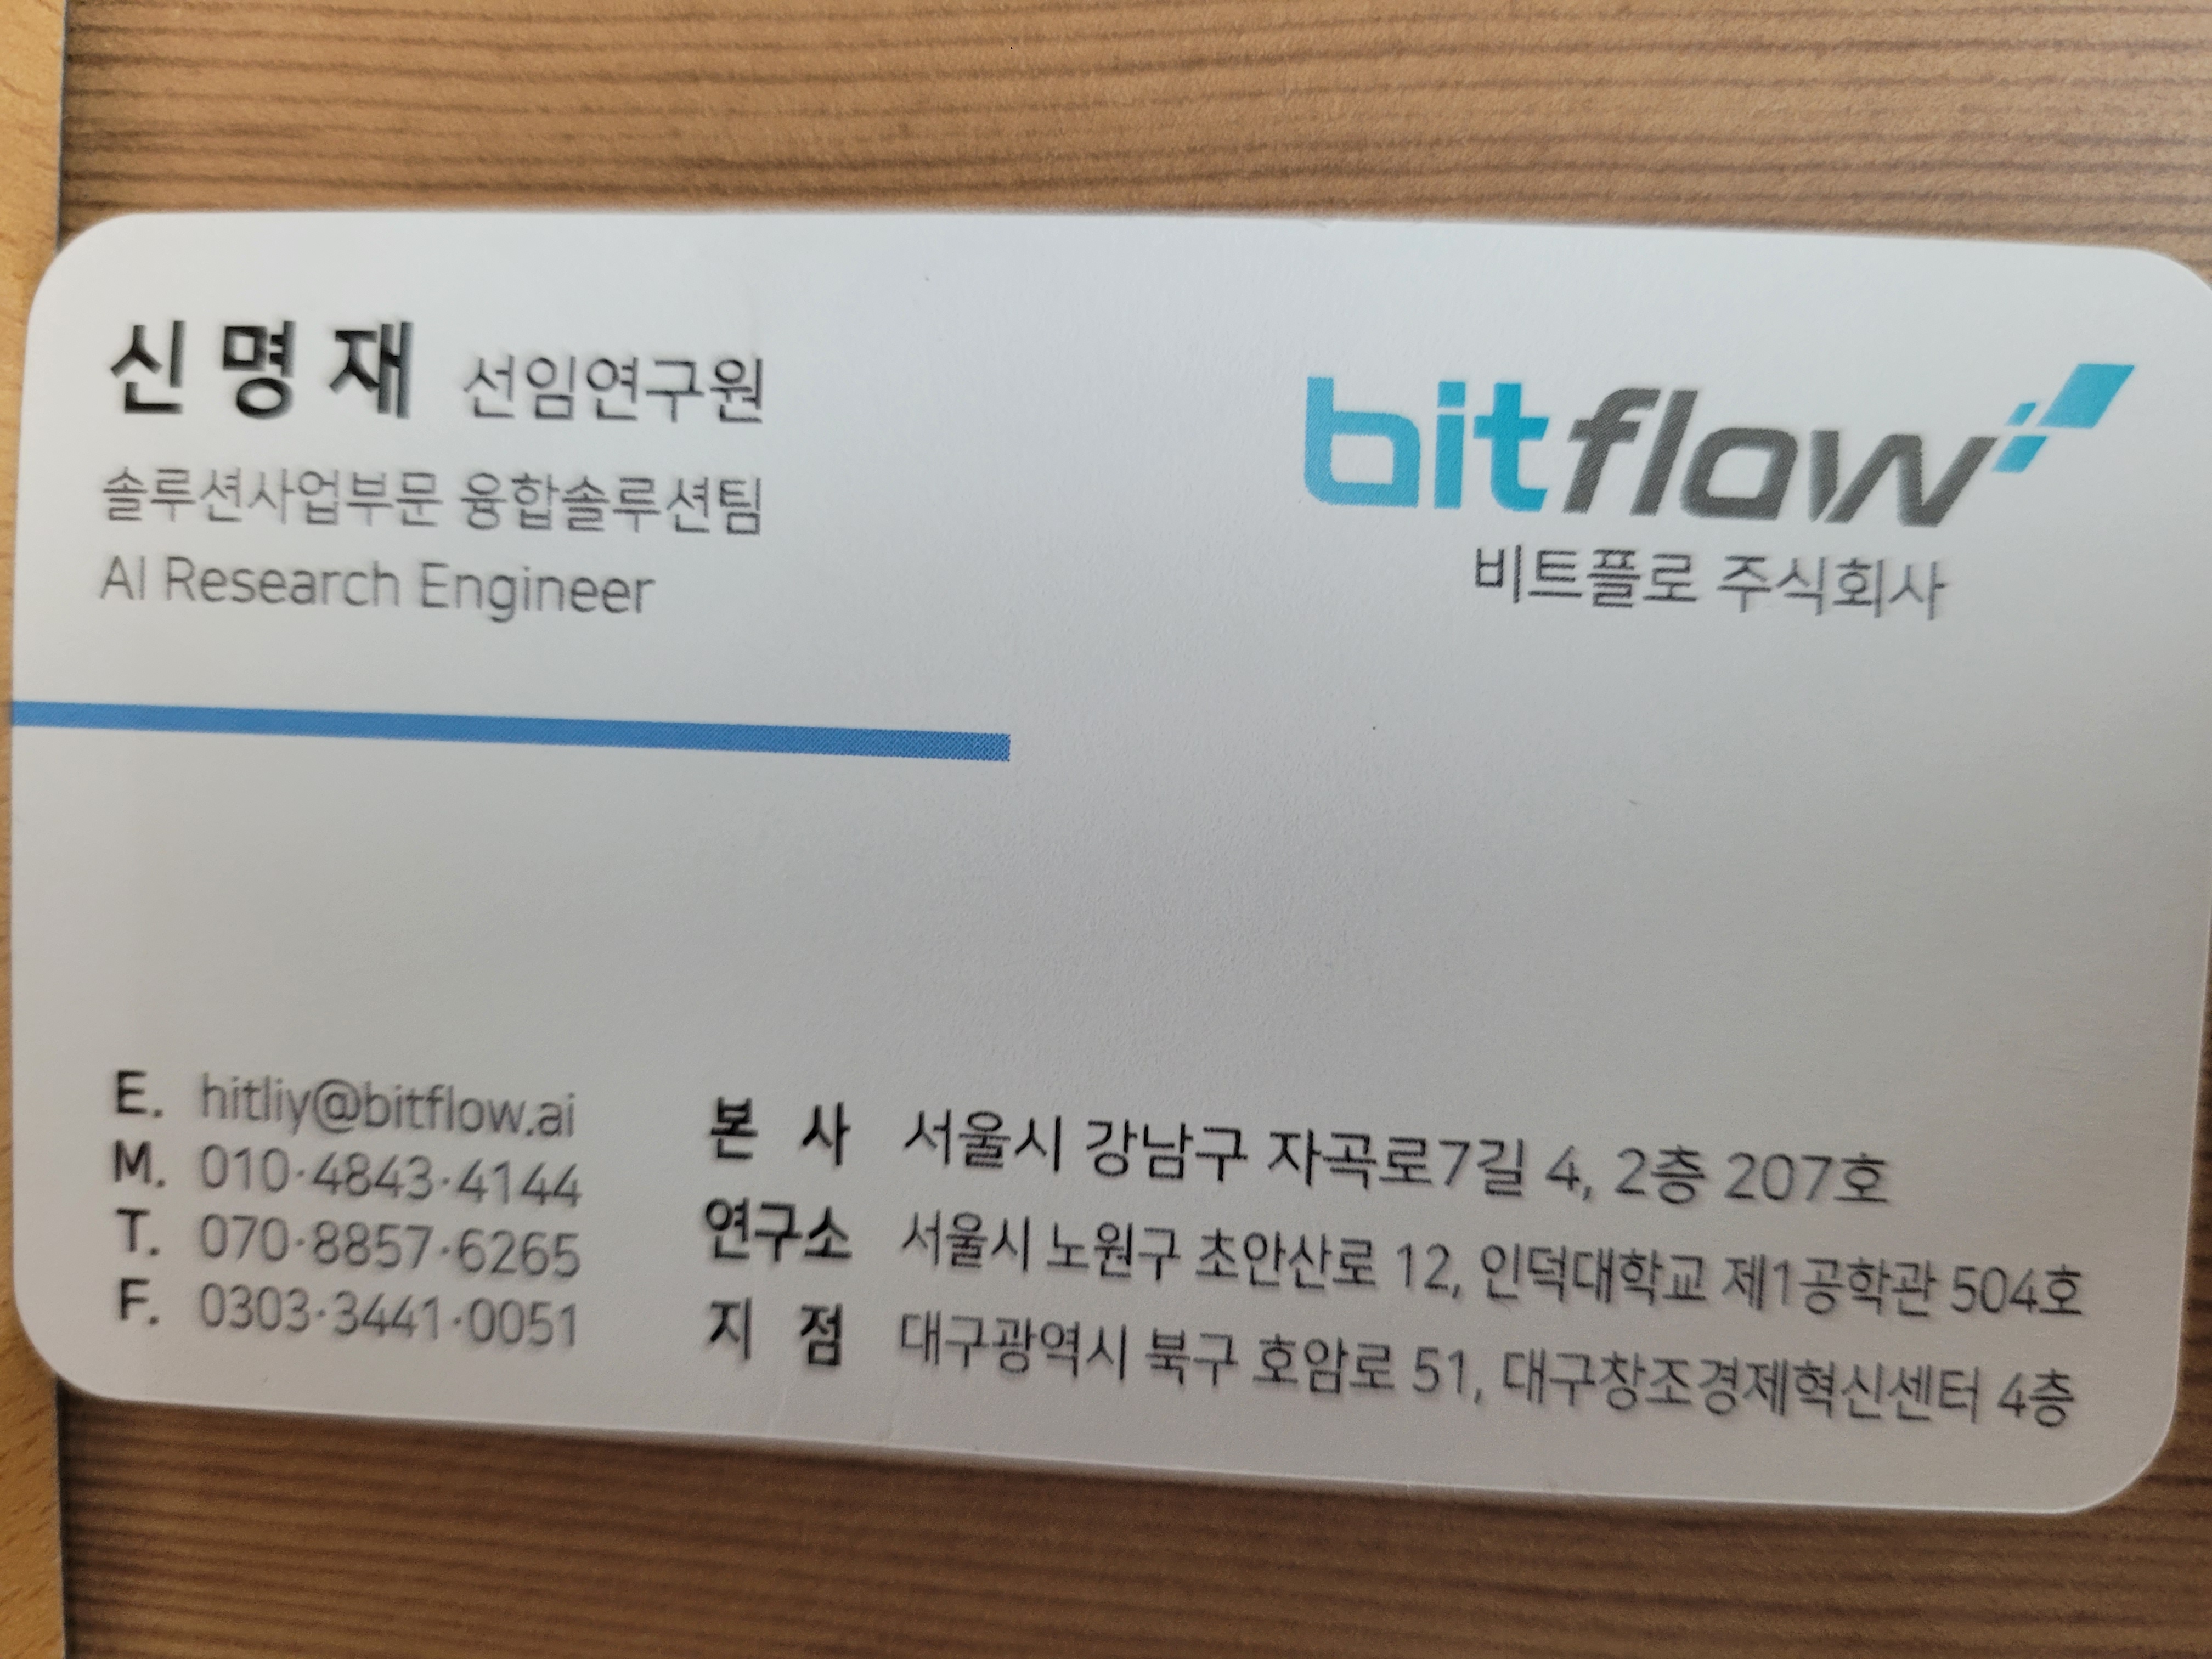 신명재 선임연구원
솔루션사업부문 융합솔루션팀
AI Research Engineer
bitflow
비트플로 주식회사
E. hitliy@bitflow.ai
M. 010·4843·4144
T. 070·8857·6265
F. 0303·3441·0051
본 사 서울시 강남구 자곡로7길 4, 2층 207호
연구소 서울시 노원구 초안산로 12, 인덕대학교 제1공학관 504호
지 점 대구광역시 북구 호암로 51, 대구창조경제혁신센터 4층